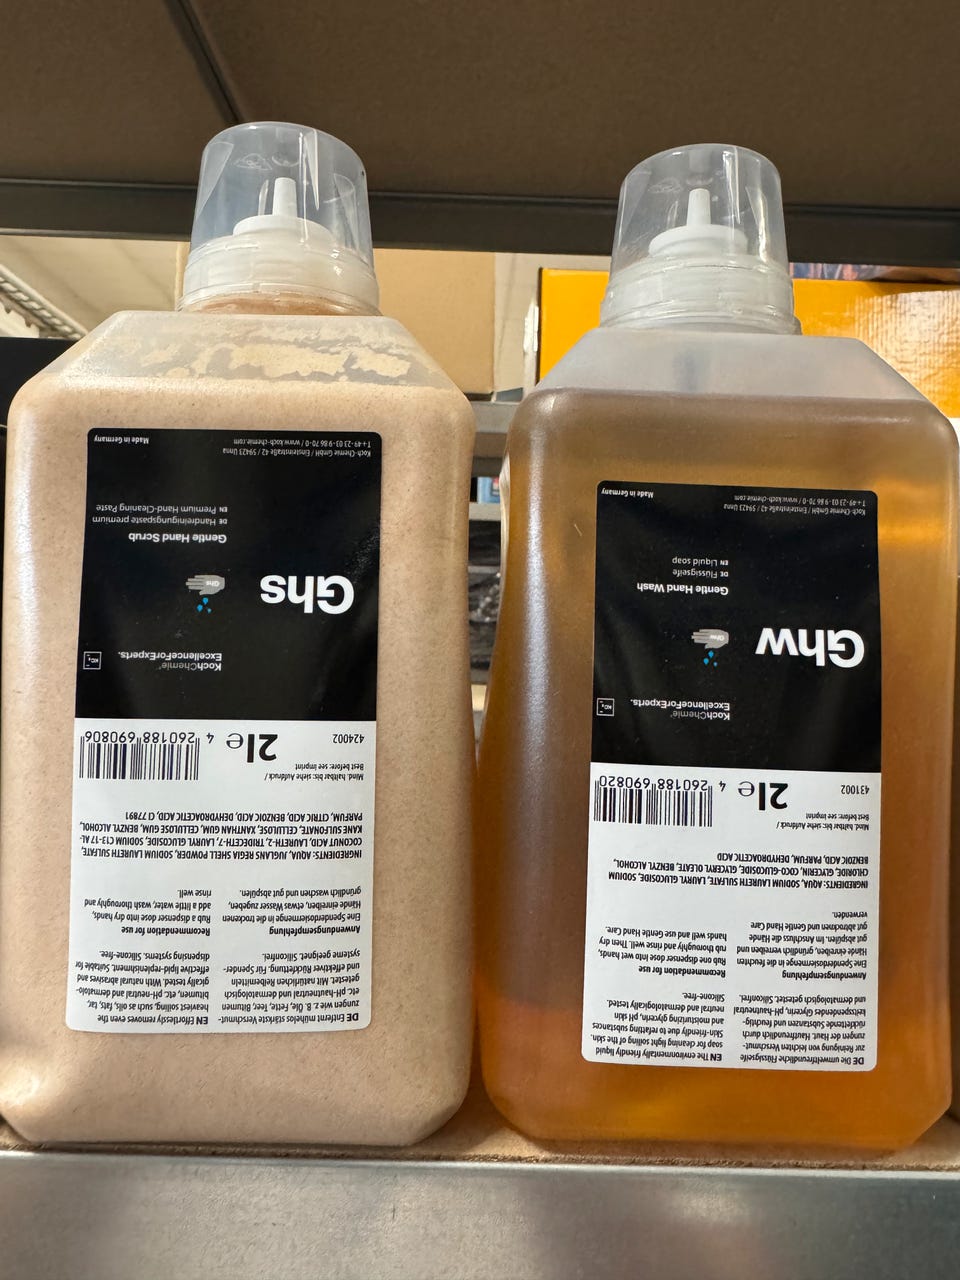 KochChemie®
ExcellenceForExperts.
Ghs
Ghs
Gentle Hand Scrub
DE Handreinigungspaste premium
EN Premium Hand-Cleaning Paste
Koch-Chemie GmbH / Einsteinstraße 42 / 59423 Unna
T+49-23 03-9 86 70-0 / www.koch-chemie.com
Made in Germany
DE Entfernt mühelos stärkste Verschmut-
zungen wie z. B. Öle, Fette, Teer, Bitumen
etc. pH-hautneutral und dermatologisch
getestet. Mit natürlichen Reibemitteln
und effektiver Rückfettung. Für Spender-
systeme geeignet. Silikonfrei.
Anwendungsempfehlung
Eine Spenderdosiermenge in die trockenen
Hände einreiben, etwas Wasser zugeben,
gründlich waschen und gut abspülen.
EN Effortlessly removes even the
heaviest soiling, such as oils, fats, tar,
bitumen, etc. pH-neutral and dermatolo-
gically tested. With natural abrasives and
effective lipid-replenishment. Suitable for
dispensing systems. Silicone-free.
Recommendation for use
Rub a dispenser dose into dry hands,
add a little water, wash thoroughly and
rinse well.
INGREDIENTS: AQUA, JUGLANS REGIA SHELL POWDER, SODIUM LAURETH SULFATE,
COCONUT ACID, LAURETH-2, TRIDECETH-7, LAURYL GLUCOSIDE, SODIUM C13-17 AL-
KANE SULFONATE, CELLULOSE, XANTHAN GUM, CELLULOSE GUM, BENZYL ALCOHOL,
PARFUM, CITRIC ACID, BENZOIC ACID, DEHYDROACETIC ACID, CI 77891
Mind. haltbar bis: siehe Aufdruck /
Best before: see imprint
424002
2l e
4 260188 690806
KochChemie®
ExcellenceForExperts.
Ghw
Ghw
Gentle Hand Wash
DE Flüssigseife
EN Liquid soap
Koch-Chemie GmbH / Einsteinstraße 42 / 59423 Unna
T+49-23 03-9 86 70-0 / www.koch-chemie.com
Made in Germany
DE Die umweltfreundliche Flüssigseife
zur Reinigung von leichten Verschmut-
zungen der Haut. Hautfreundlich durch
rückfettende Substanzen und feuchtig-
keitsspendendes Glycerin, pH-hautneutral
und dermatologisch getestet. Silikonfrei.
Anwendungsempfehlung
Eine Spenderdosiermenge in die feuchten
Hände einreiben, gründlich verreiben und
gut abspülen. Im Anschluss die Hände
gut abtrocknen und Gentle Hand Care
verwenden.
EN The environmentally friendly liquid
soap for cleaning light soiling of the skin.
Skin-friendly due to refatting substances
and moisturizing glycerin, pH skin
neutral and dermatologically tested.
Silicone-free.
Recommendation for use
Rub one dispenser dose into wet hands,
rub thoroughly and rinse well. Then dry
hands well and use Gentle Hand Care.
INGREDIENTS: AQUA, SODIUM LAURETH SULFATE, LAURYL GLUCOSIDE, SODIUM
CHLORIDE, GLYCERIN, COCO-GLUCOSIDE, GLYCERYL OLEATE, BENZYL ALCOHOL,
BENZOIC ACID, PARFUM, DEHYDROACETIC ACID
Mind. haltbar bis: siehe Aufdruck /
Best before: see imprint
431002
2l e
4 260188 690820